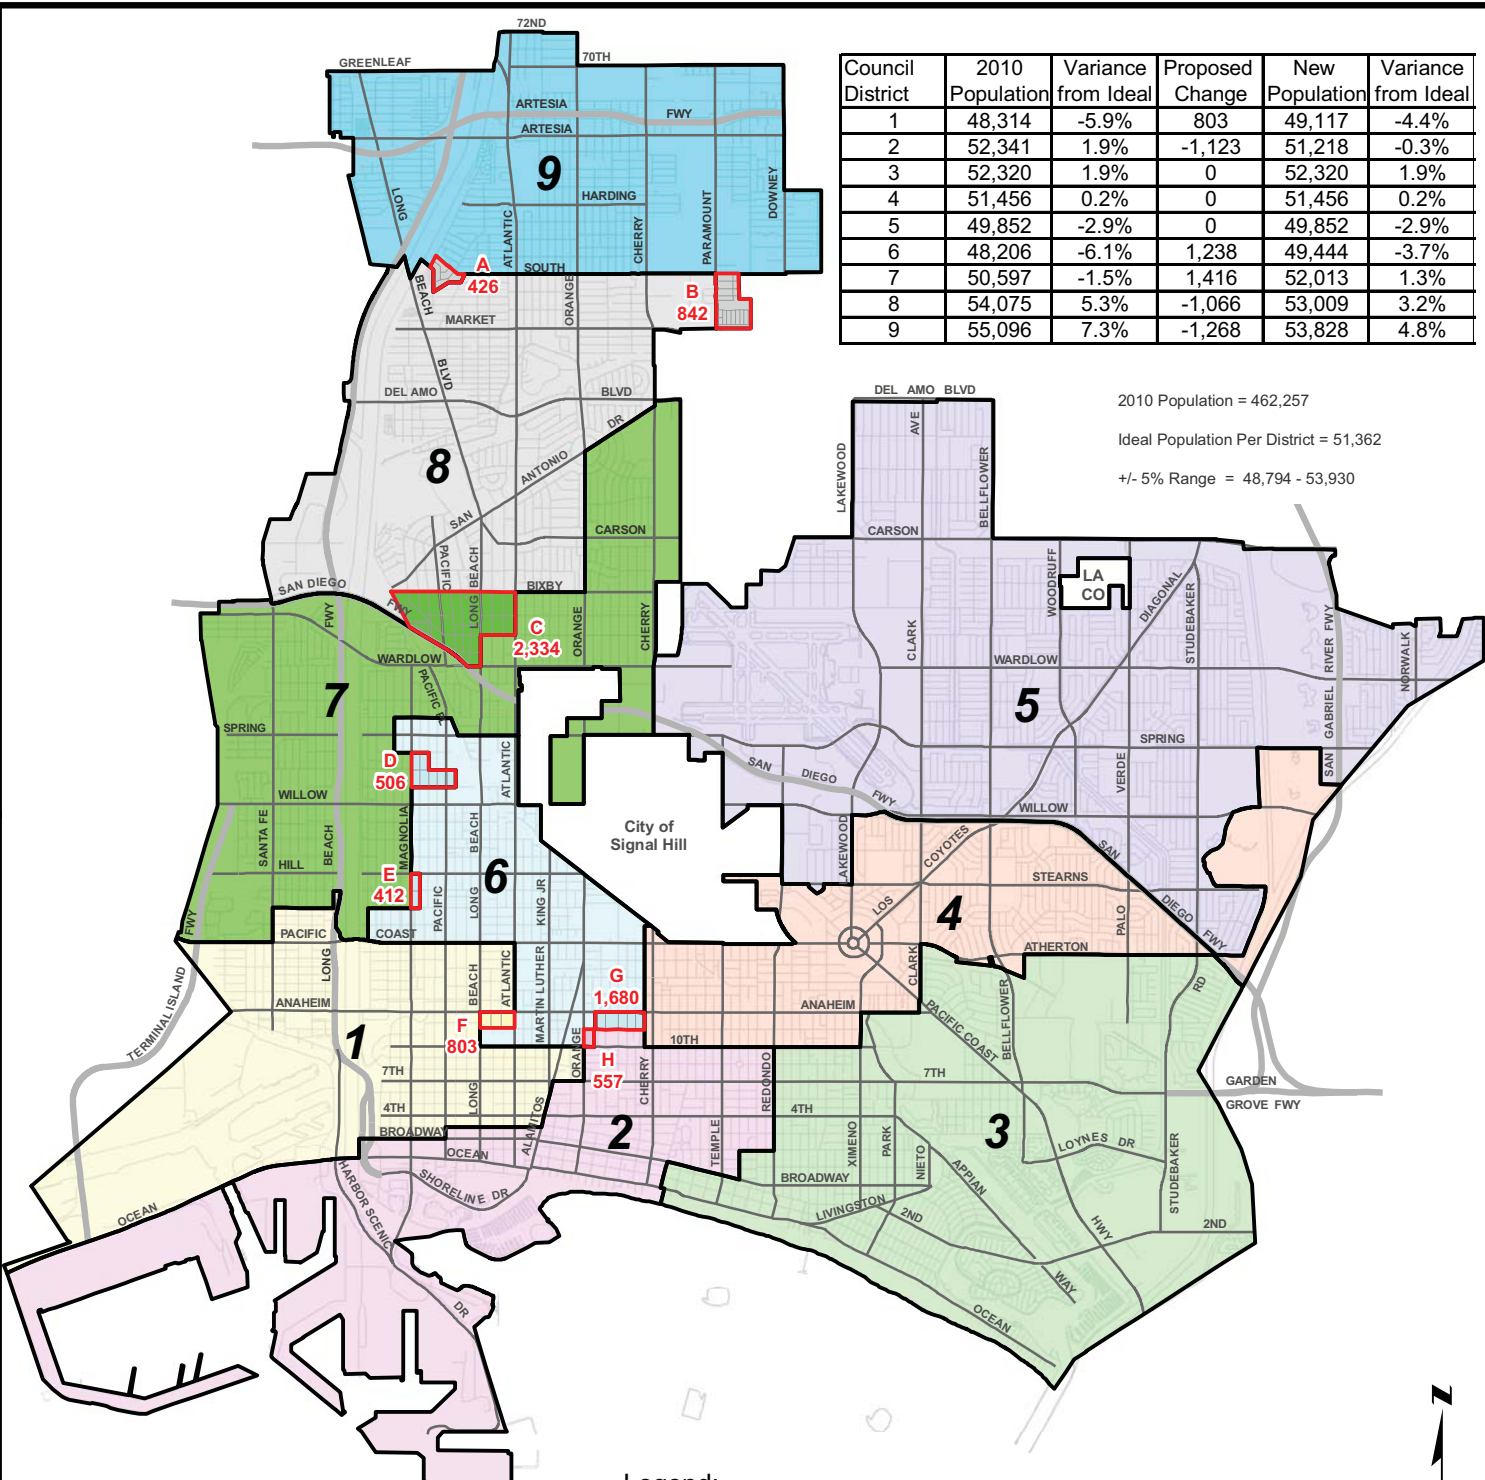 72ND
GREENLEAF
70TH
ARTESIA
FWY
ARTESIA
9
LONG
HARDING
ATLANTIC
CHERRY
PARAMOUNT
DOWNEY
Council District | 2010 Population | Variance from Ideal | Proposed Change | New Population | Variance from Ideal
1 48,314 -5.9% 803 49,117 -4.4%
2 52,341 1.9% -1,123 51,218 -0.3%
3 52,320 1.9% 0 52,320 1.9%
4 51,456 0.2% 0 51,456 0.2%
5 49,852 -2.9% 0 49,852 -2.9%
6 48,206 -6.1% 1,238 49,444 -3.7%
7 50,597 -1.5% 1,416 52,013 1.3%
8 54,075 5.3% -1,066 53,009 3.2%
9 55,096 7.3% -1,268 53,828 4.8%
2010 Population = 462,257
Ideal Population Per District = 51,362
+/- 5% Range = 48,794 - 53,930
A
426
SOUTH
BEACH
ORANGE
B
842
MARKET
BLVD
DEL AMO
BLVD
DR
8
ANTONIO
SAN
CARSON
PACIFIC
LONG BEACH
BIXBY
SAN DIEGO
FWY
FWY
C
2,334
ORANGE
CHERRY
WARDLOW
PACIFIC PL
7
SPRING
D
506
ATLANTIC
WILLOW
SANTA FE
BEACH
MAGNOLIA
BEACH
HILL
E
412
6
LONG
PACIFIC
KING JR
City of
Signal Hill
FWY
PACIFIC
COAST
LONG
BEACH
ATLANTIC
MARTIN LUTHER
TERMINAL ISLAND
ANAHEIM
G
1,680
F
803
1
ORANGE
H
557
10TH
CHERRY
REDONDO
7TH
LONG
4TH
BROADWAY
ALAMITOS
2
TEMPLE
OCEAN
SHORELINE DR
HARBOR SCENIC
DR
OCEAN
DEL AMO BLVD
LAKEWOOD
AVE
BELLFLOWER
CARSON
WOODRUFF
LA
CO
DIAGONAL
STUDEBAKER
CLARK
WARDLOW
SAN GABRIEL RIVER FWY
NORWALK
5
SPRING
VERDE
SAN DIEGO FWY
WILLOW
LAKEWOOD
COYOTES
LOS
SAN
STEARNS
4
PALO
DIEGO
FWY
ATHERTON
CLARK
ANAHEIM
PACIFIC COAST
BELLFLOWER
RD
7TH
GARDEN
GROVE FWY
4TH
XIMENO
PARK
NIETO
3
LOYNES DR
STUDEBAKER
BROADWAY
APPIAN
LIVINGSTON
2ND
HWY
2ND
WAY
OCEAN
Z
Legend: